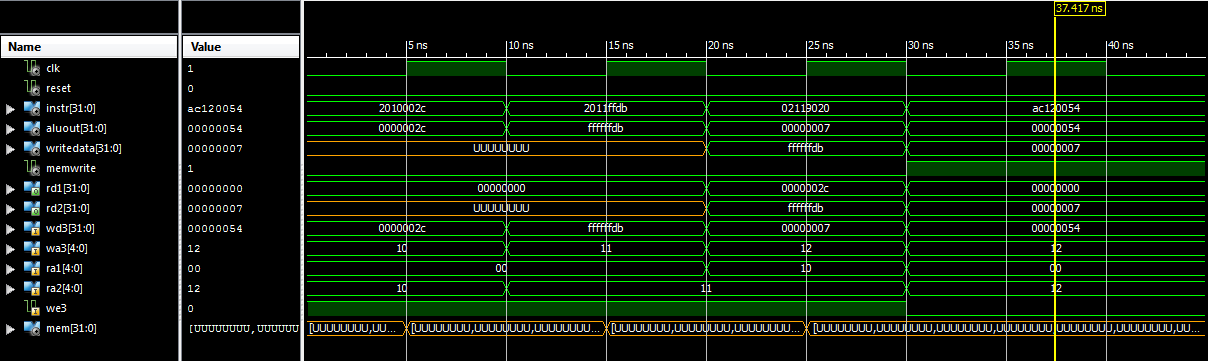 37.417 ns
Name Value 5 ns 10 ns 15 ns 20 ns 25 ns 30 ns 35 ns 40 ns
clk 1
reset 0
instr[31:0] ac120054 2010002c 2011ffdb 02119020 ac120054
aluout[31:0] 00000054 0000002c ffffffdb 00000007 00000054
writedata[31:0] 00000007 UUUUUUUU ffffffdb 00000007
memwrite 1
rd1[31:0] 00000000 00000000 0000002c 00000000
rd2[31:0] 00000007 UUUUUUUU ffffffdb 00000007
wd3[31:0] 00000054 0000002c ffffffdb 00000007 00000054
wa3[4:0] 12 10 11 12 12
ra1[4:0] 00 00 10 00
ra2[4:0] 12 10 11 12
we3 0
mem[31:0] [UUUUUUUU,UUUUUU [UUUUUUUU,UU... [UUUUUUUU,UUUUUUUU,UUUUUUUU... [UUUUUUUU,UUUUUUUU,UUUUUUUU... [UUUUUUUU,UUUUUUUU,UUUUUUUU,UUUUUUUU,UUUUUUUU,UUUUUUUU,UU...